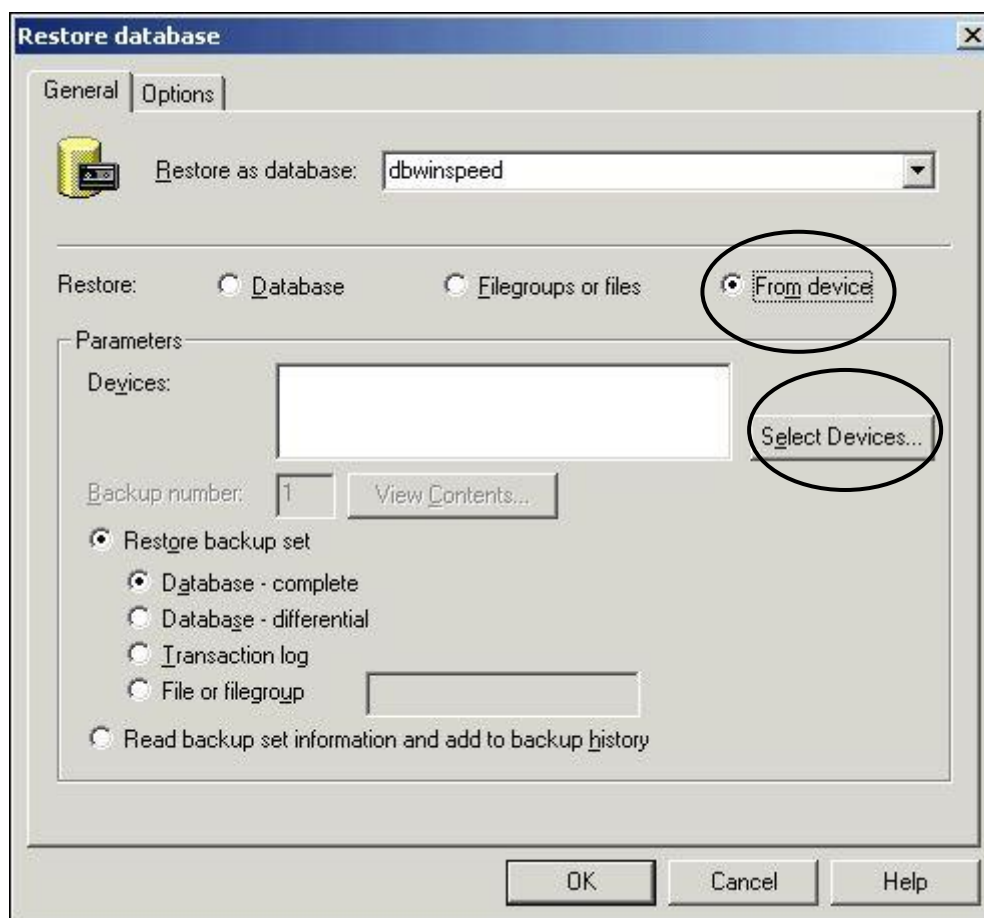 Restore database
General Options
Restore as database: dbwinspeed
Restore: Database Filegroups or files From device
Parameters
Devices:
Select Devices...
Backup number: 1 View Contents...
Restore backup set
Database - complete
Database - differential
Transaction log
File or filegroup
Read backup set information and add to backup history
OK Cancel Help